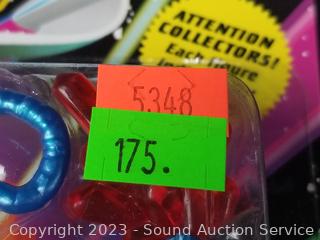 ATTENTION
COLLECTORS!
Each figure
5348
175.
Copyright 2023 - Sound Auction Service